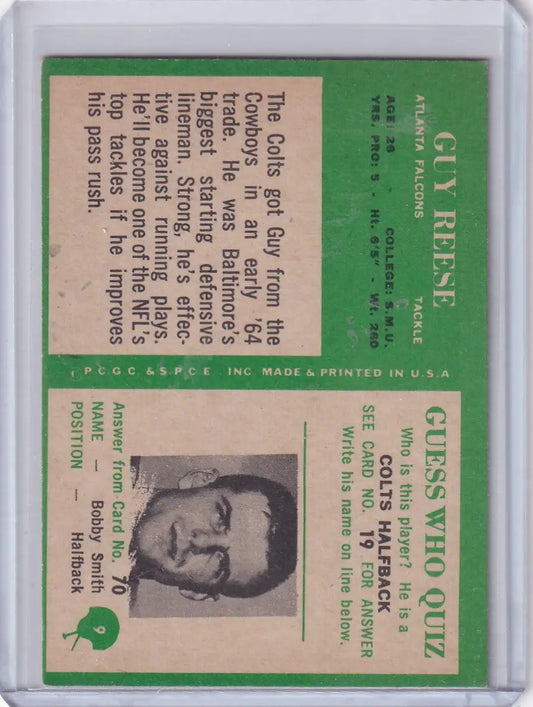 GUY REESE
ATLANTA FALCONS TACKLE
AGE: 26 - COLLEGE: S.M.U.
YRS. PRO: 5 - Ht. 6'5" - Wt. 260
The Colts got Guy from the
Cowboys in an early '64
trade. He was Baltimore's
biggest starting defensive
lineman. Strong, he's effec-
tive against running plays.
He'll become one of the NFL's
top tackles if he improves
his pass rush.
P C G C & S P C E INC MADE & PRINTED IN U.S.A
GUESS WHO QUIZ
Who is this player? He is a
COLTS HALFBACK
SEE CARD NO. 19 FOR ANSWER
Write his name on line below.
Answer from Card No. 70
NAME — Bobby Smith
POSITION — Halfback
9